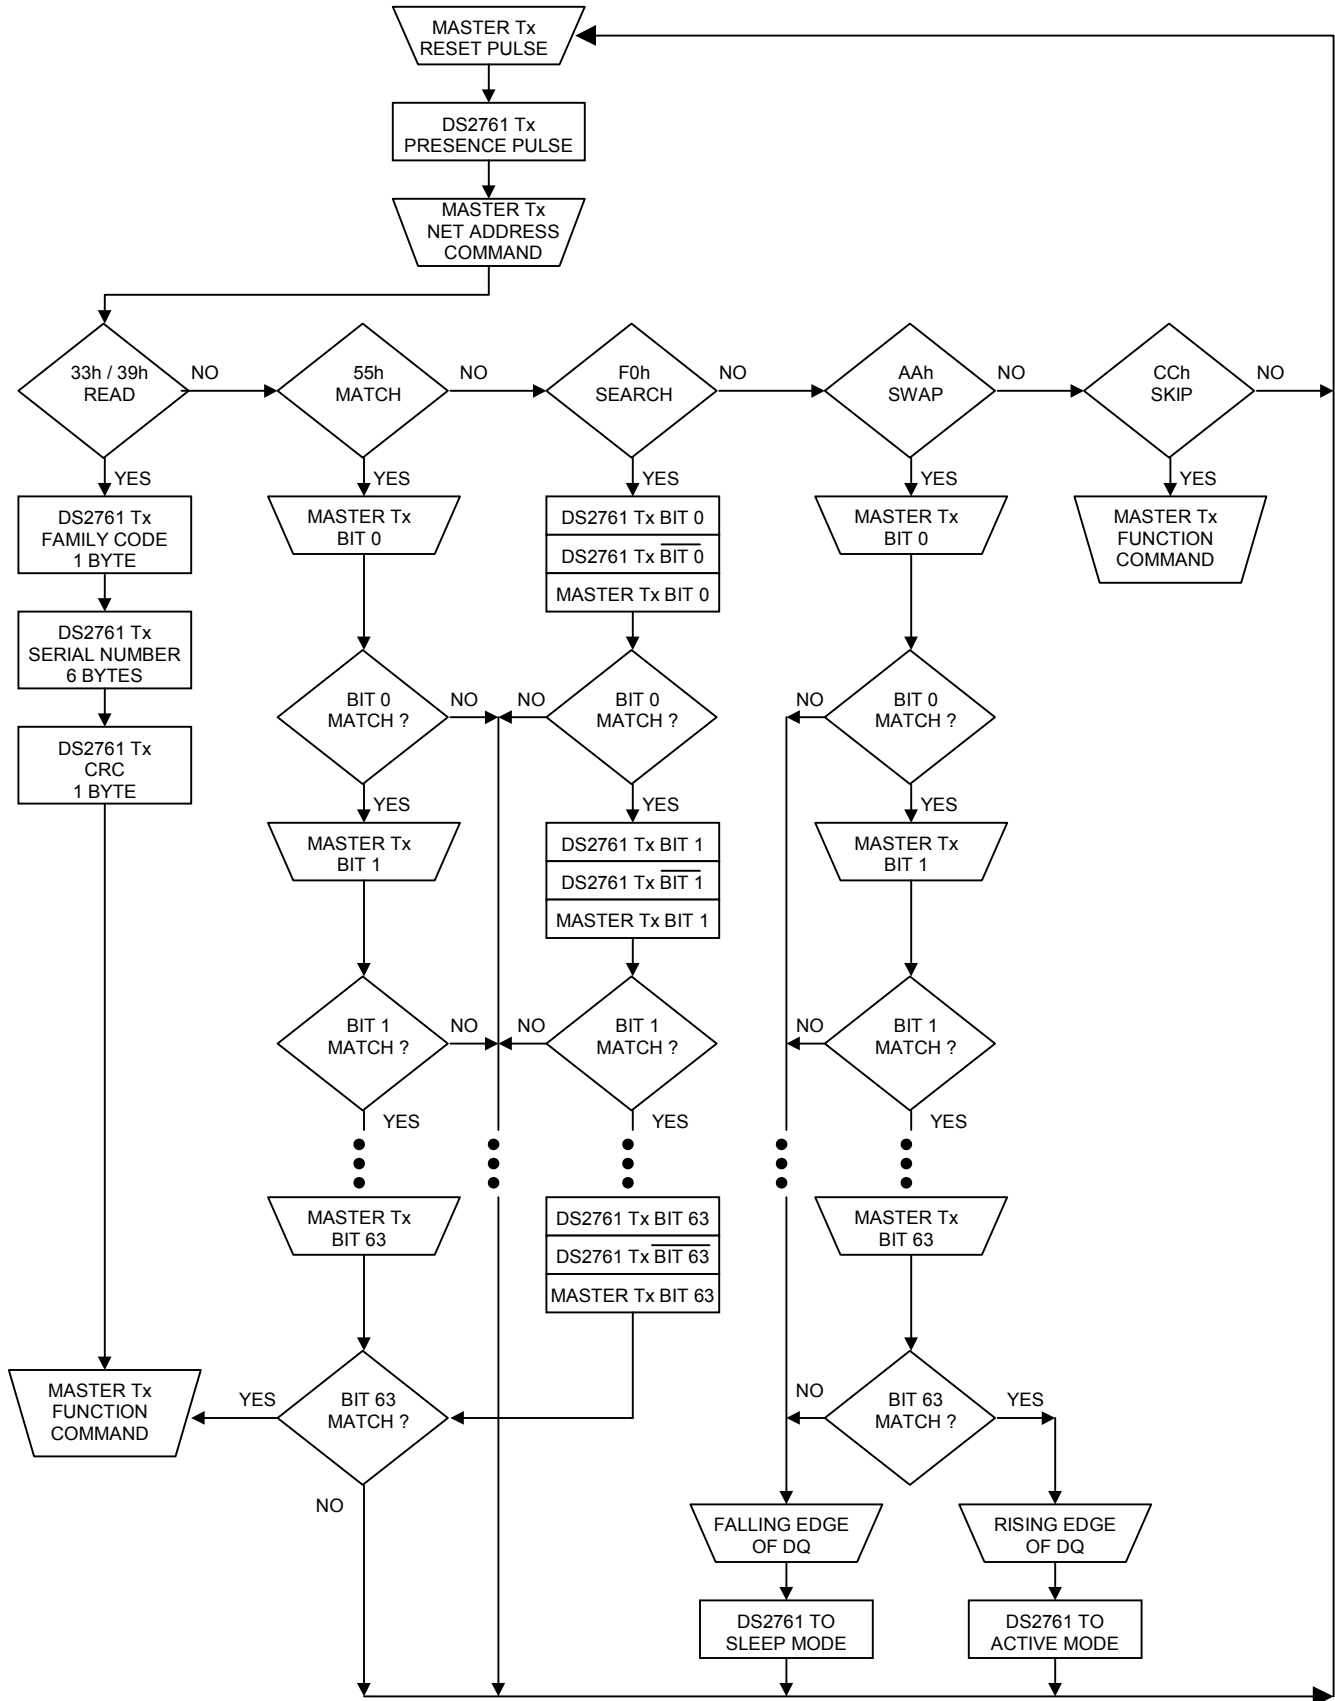 MASTER Tx
RESET PULSE
DS2761 Tx
PRESENCE PULSE
MASTER Tx
NET ADDRESS
COMMAND
33h / 39h
READ
NO
55h
MATCH
NO
F0h
SEARCH
NO
AAh
SWAP
NO
CCh
SKIP
NO
YES
YES
YES
YES
YES
DS2761 Tx
FAMILY CODE
1 BYTE
MASTER Tx
BIT 0
DS2761 Tx BIT 0
DS2761 Tx B̅I̅T̅ ̅0̅
MASTER Tx BIT 0
MASTER Tx
BIT 0
MASTER Tx
FUNCTION
COMMAND
DS2761 Tx
SERIAL NUMBER
6 BYTES
DS2761 Tx
CRC
1 BYTE
BIT 0
MATCH ?
NO
NO
BIT 0
MATCH ?
NO
BIT 0
MATCH ?
YES
YES
YES
MASTER Tx
BIT 1
DS2761 Tx BIT 1
DS2761 Tx B̅I̅T̅ ̅1̅
MASTER Tx BIT 1
MASTER Tx
BIT 1
BIT 1
MATCH ?
NO
NO
BIT 1
MATCH ?
NO
BIT 1
MATCH ?
YES
YES
YES
MASTER Tx
BIT 63
DS2761 Tx BIT 63
DS2761 Tx B̅I̅T̅ ̅6̅3̅
MASTER Tx BIT 63
MASTER Tx
BIT 63
MASTER Tx
FUNCTION
COMMAND
YES
BIT 63
MATCH ?
NO
NO
BIT 63
MATCH ?
YES
FALLING EDGE
OF DQ
RISING EDGE
OF DQ
DS2761 TO
SLEEP MODE
DS2761 TO
ACTIVE MODE